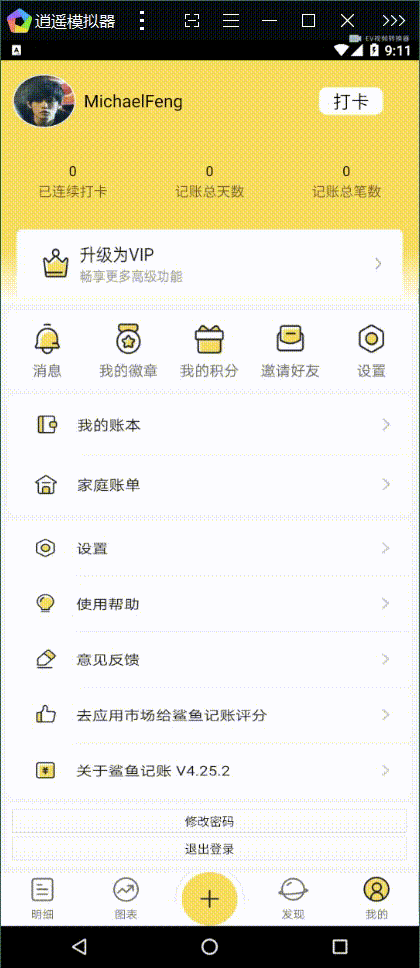 逍遥模拟器
EV视频转换器
A
9:11
MichaelFeng
打卡
0
0
0
已连续打卡
记账总天数
记账总笔数
升级为VIP
畅享更多高级功能
消息
我的徽章
我的积分
邀请好友
设置
我的账本
家庭账单
设置
使用帮助
意见反馈
去应用市场给鲨鱼记账评分
关于鲨鱼记账 V4.25.2
修改密码
退出登录
明细
图表
发现
我的